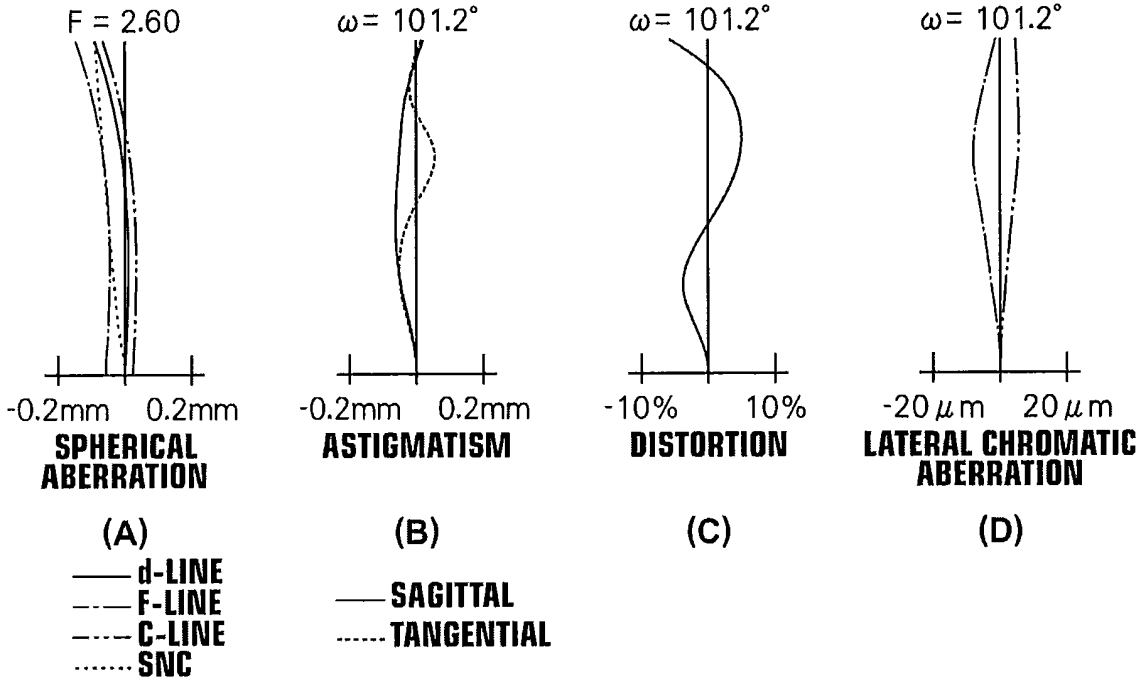 F = 2.60
ω= 101.2°
ω= 101.2°
ω= 101.2°
-0.2mm 0.2mm
-0.2mm 0.2mm
-10% 10%
-20 μm 20 μm
SPHERICAL
ABERRATION
ASTIGMATISM
DISTORTION
LATERAL CHROMATIC
ABERRATION
(A)
(B)
(C)
(D)
d-LINE
F-LINE
C-LINE
SNC
SAGITTAL
TANGENTIAL